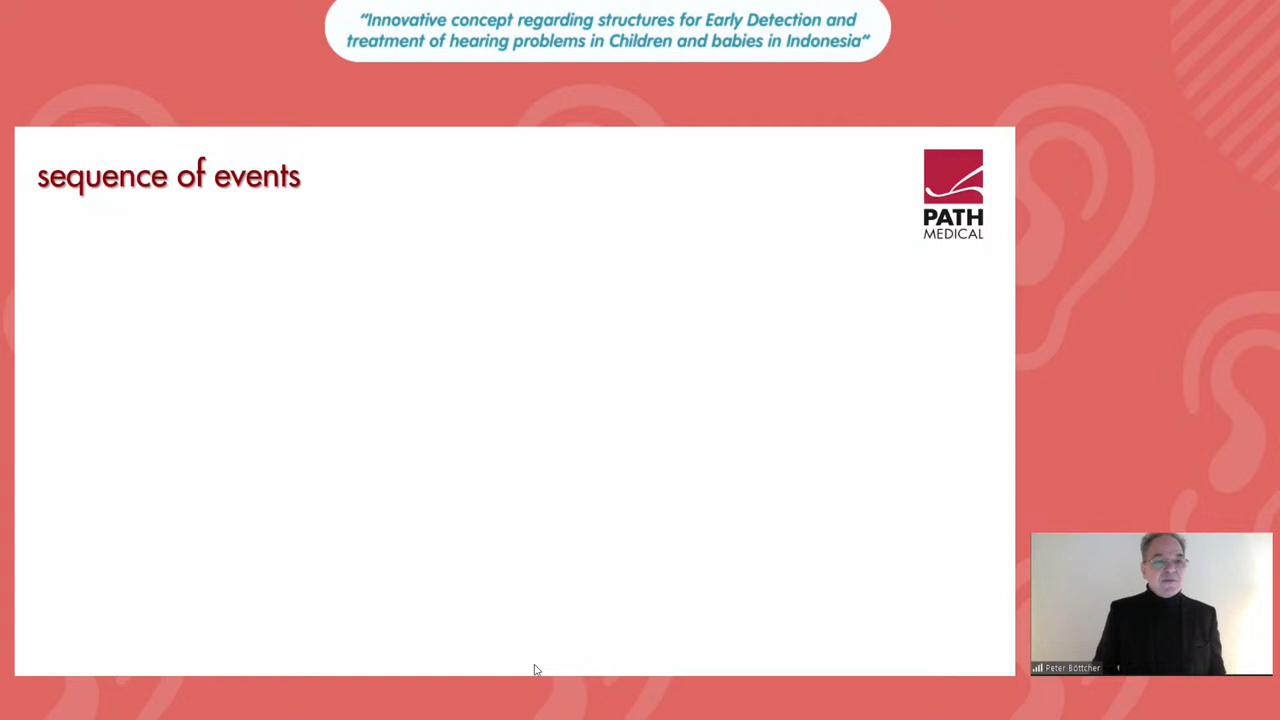 “Innovative concept regarding structures for Early Detection and
treatment of hearing problems in Children and babies in Indonesia“
sequence of events
PATH
MEDICAL
Peter Böttcher